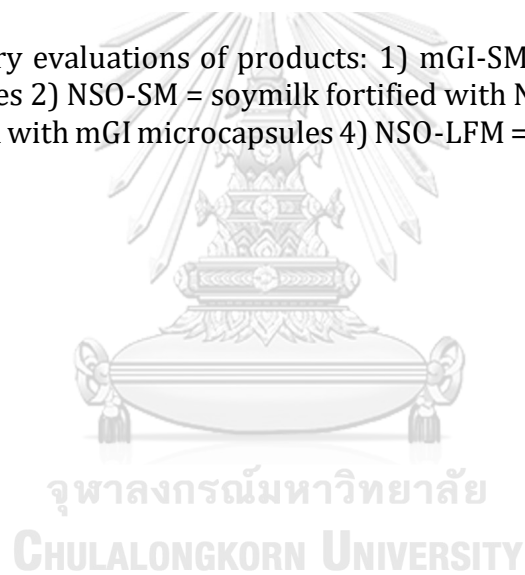 ry evaluations of products: 1) mGI-SM
es 2) NSO-SM = soymilk fortified with N
with mGI microcapsules 4) NSO-LFM =
จุฬาลงกรณ์มหาวิทยาลัย
CHULALONGKORN UNIVERSITY